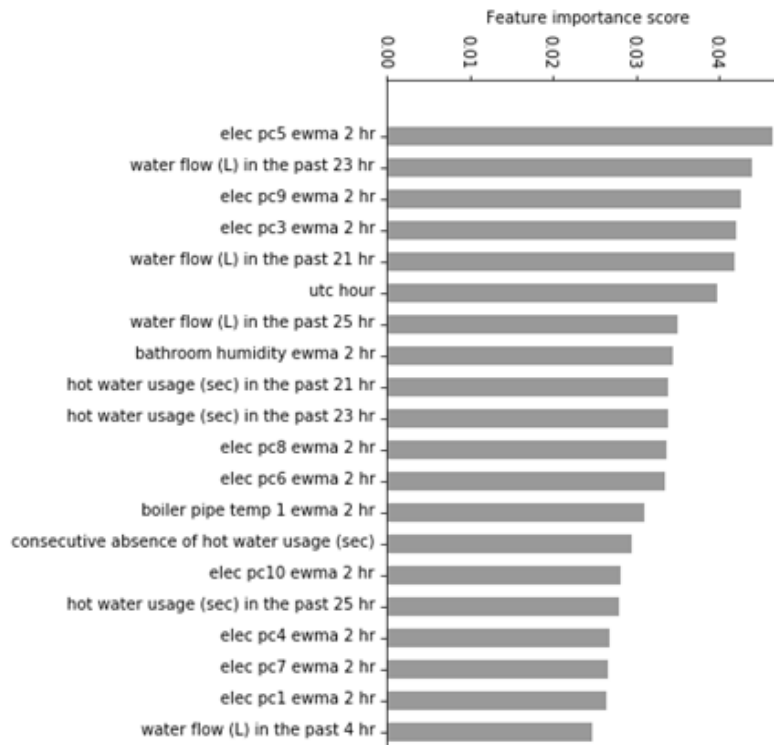 Feature importance score
0.00 0.01 0.02 0.03 0.04
elec pc5 ewma 2 hr
water flow (L) in the past 23 hr
elec pc9 ewma 2 hr
elec pc3 ewma 2 hr
water flow (L) in the past 21 hr
utc hour
water flow (L) in the past 25 hr
bathroom humidity ewma 2 hr
hot water usage (sec) in the past 21 hr
hot water usage (sec) in the past 23 hr
elec pc8 ewma 2 hr
elec pc6 ewma 2 hr
boiler pipe temp 1 ewma 2 hr
consecutive absence of hot water usage (sec)
elec pc10 ewma 2 hr
hot water usage (sec) in the past 25 hr
elec pc4 ewma 2 hr
elec pc7 ewma 2 hr
elec pc1 ewma 2 hr
water flow (L) in the past 4 hr